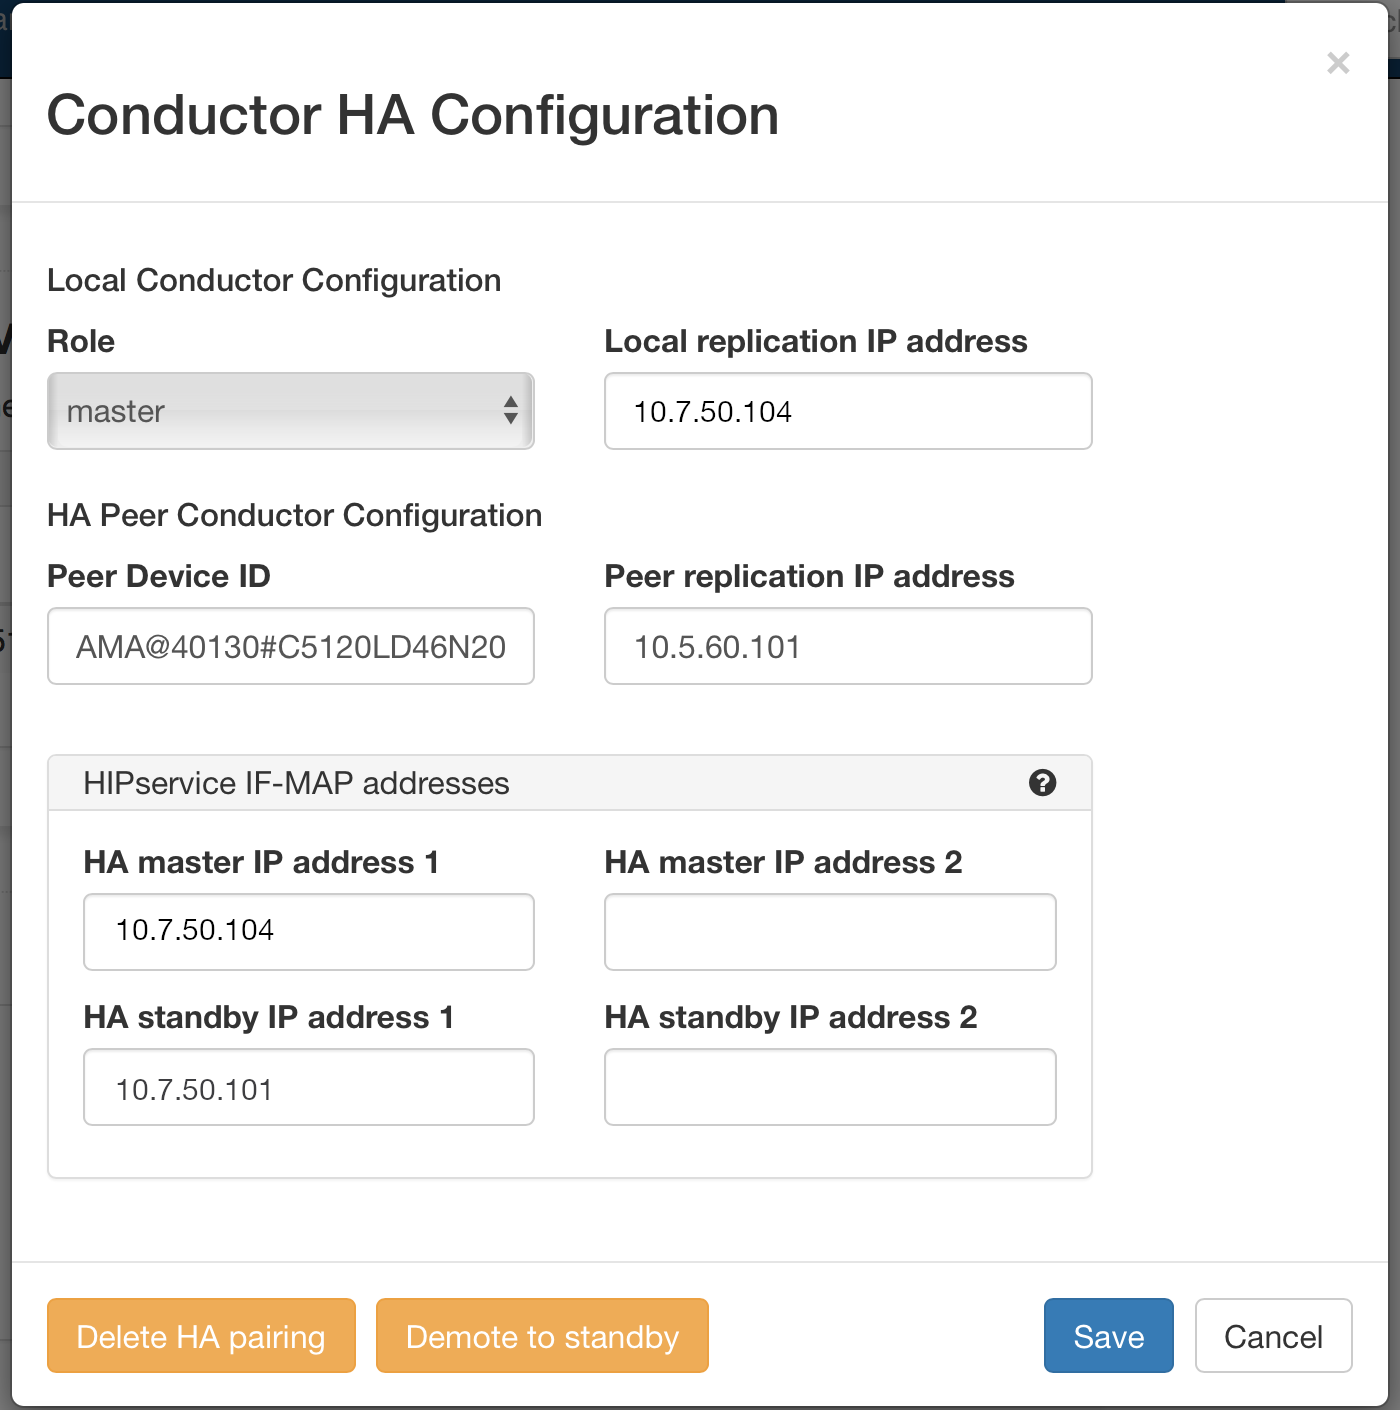 ×
Conductor HA Configuration
Local Conductor Configuration
Role
Local replication IP address
master
10.7.50.104
HA Peer Conductor Configuration
Peer Device ID
Peer replication IP address
AMA@40130#C5120LD46N20
10.5.60.101
HIPservice IF-MAP addresses
?
HA master IP address 1
HA master IP address 2
10.7.50.104
HA standby IP address 1
HA standby IP address 2
10.7.50.101
Delete HA pairing
Demote to standby
Save
Cancel